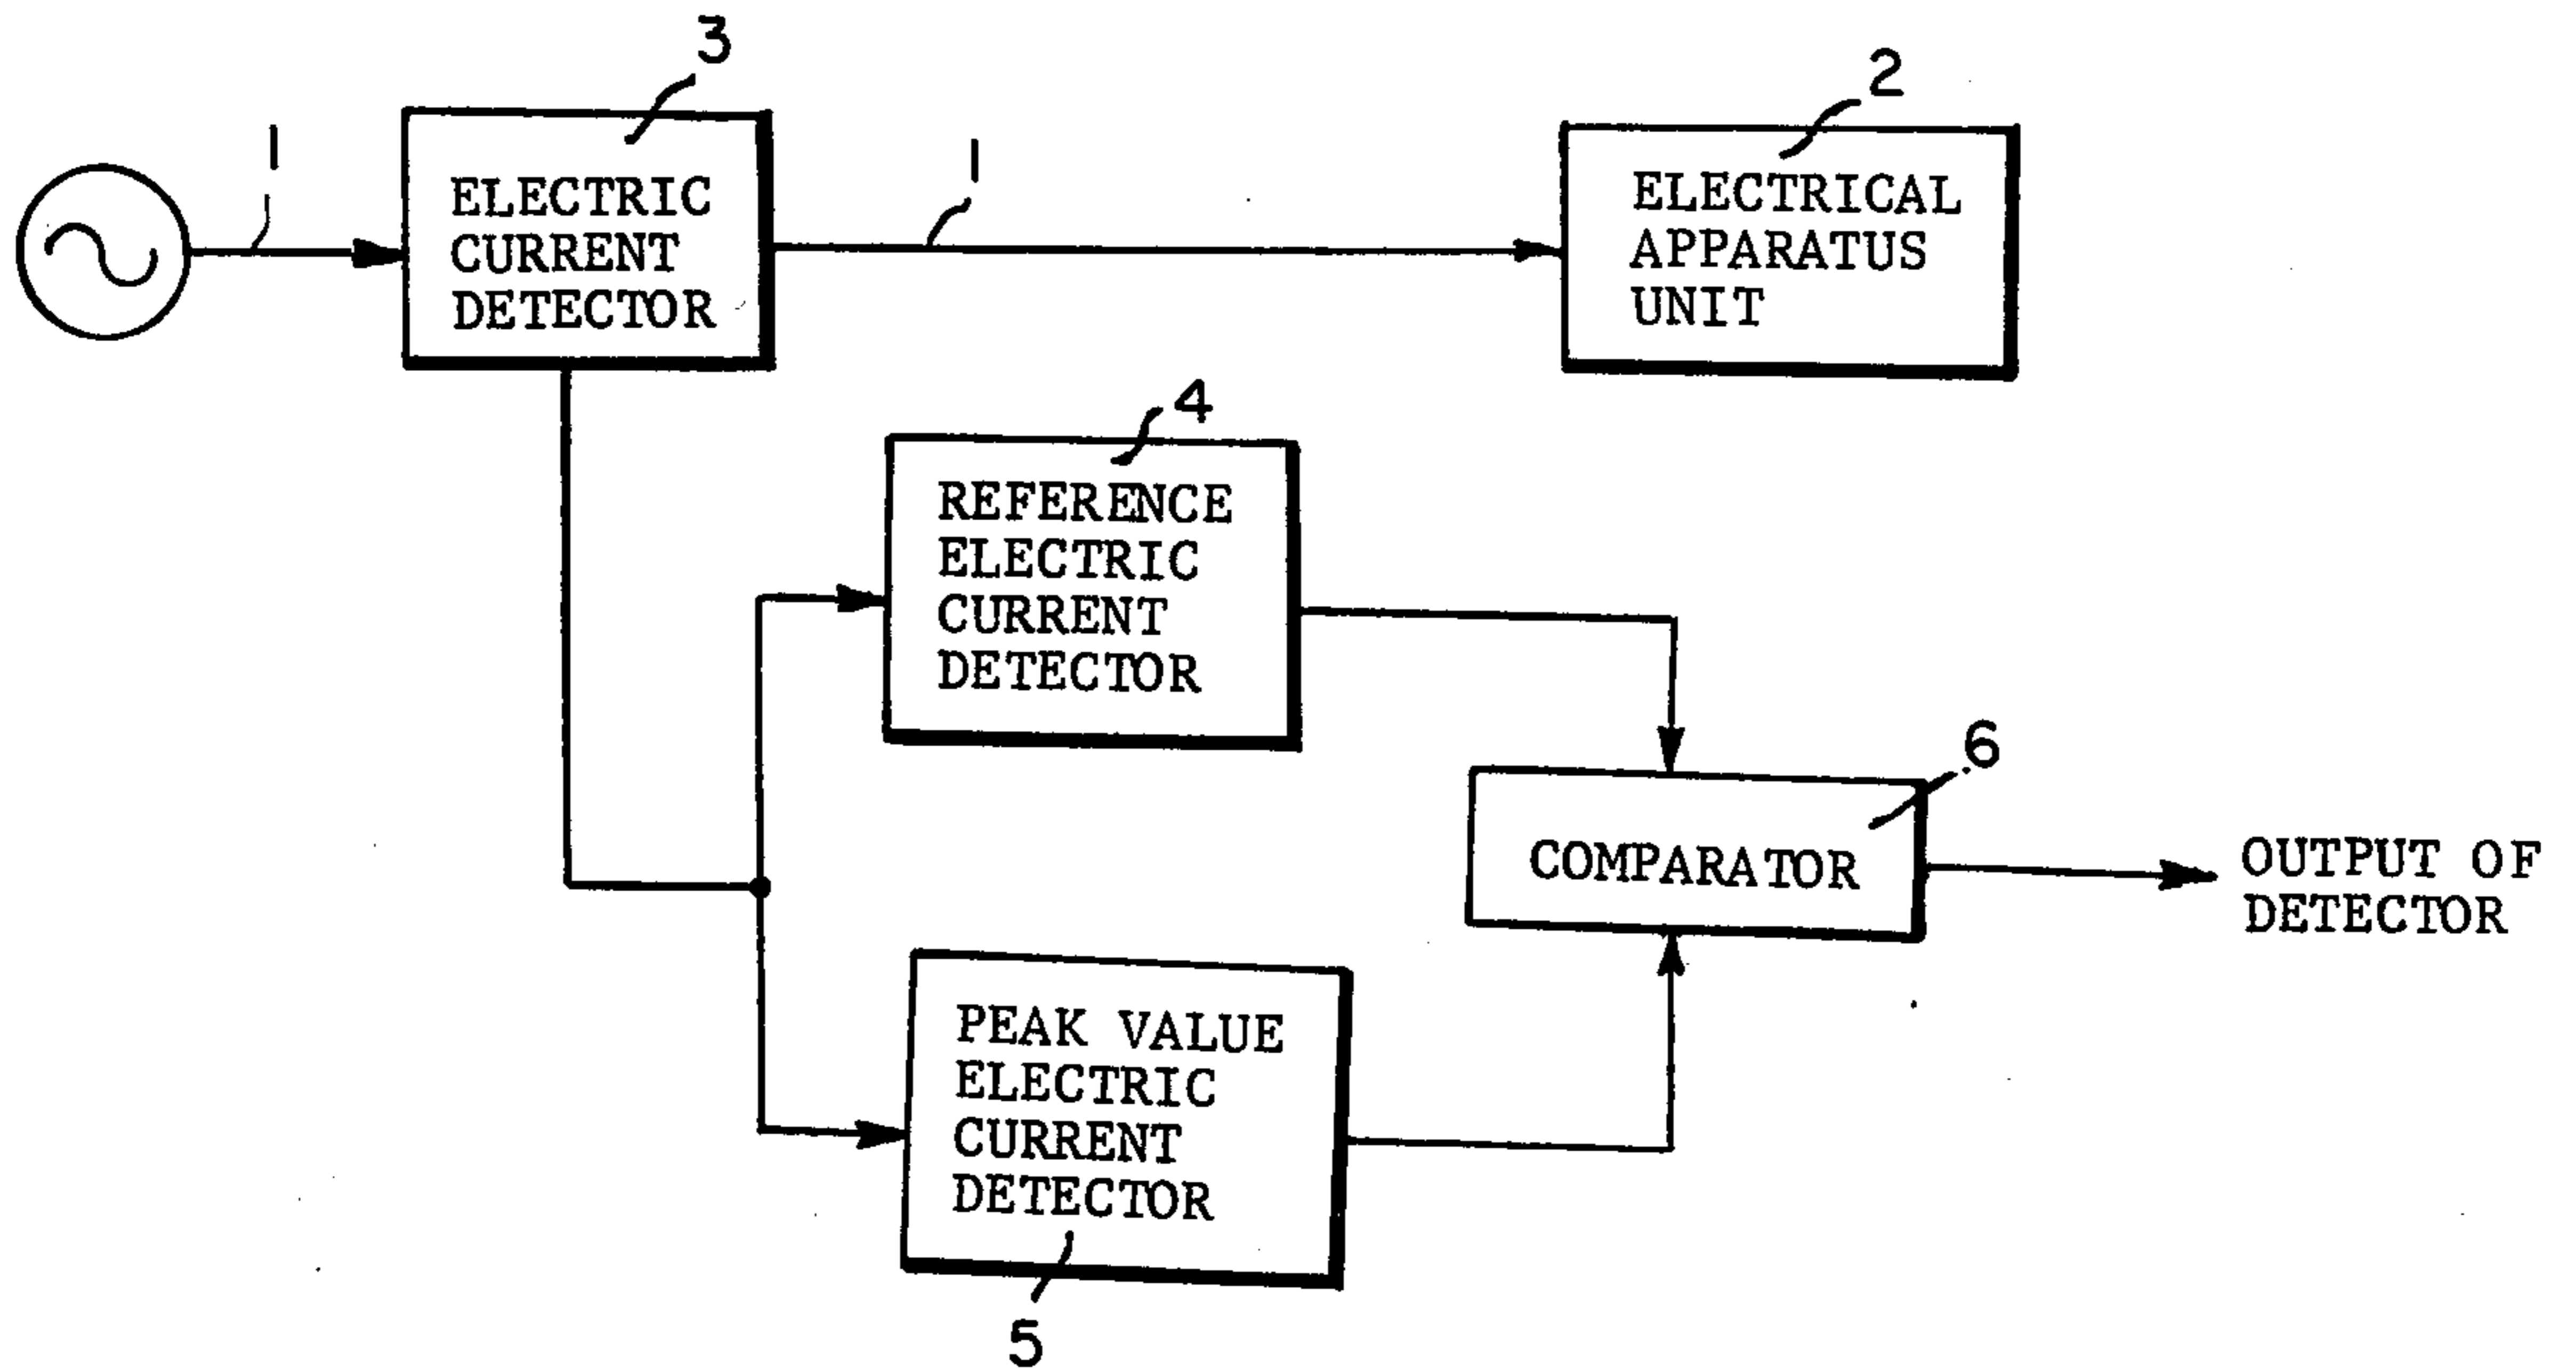 3
2
1
1
ELECTRIC
CURRENT
DETECTOR
ELECTRICAL
APPARATUS
UNIT
4
REFERENCE
ELECTRIC
CURRENT
DETECTOR
6
COMPARATOR
OUTPUT OF
DETECTOR
PEAK VALUE
ELECTRIC
CURRENT
DETECTOR
5